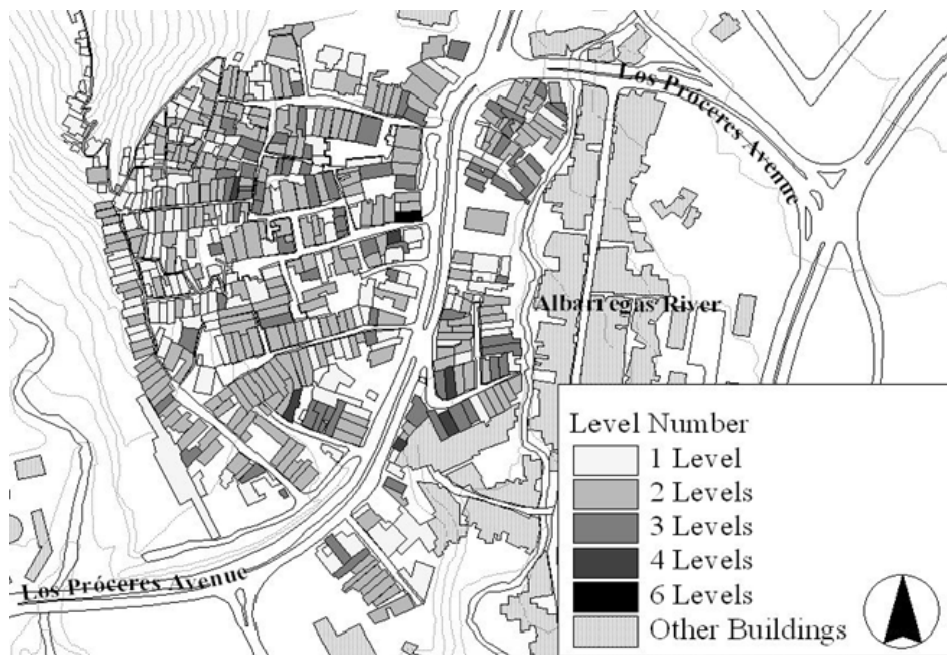 Los Próceres Avenue
Albarregas River
Los Próceres Avenue
Level Number
1 Level
2 Levels
3 Levels
4 Levels
6 Levels
Other Buildings